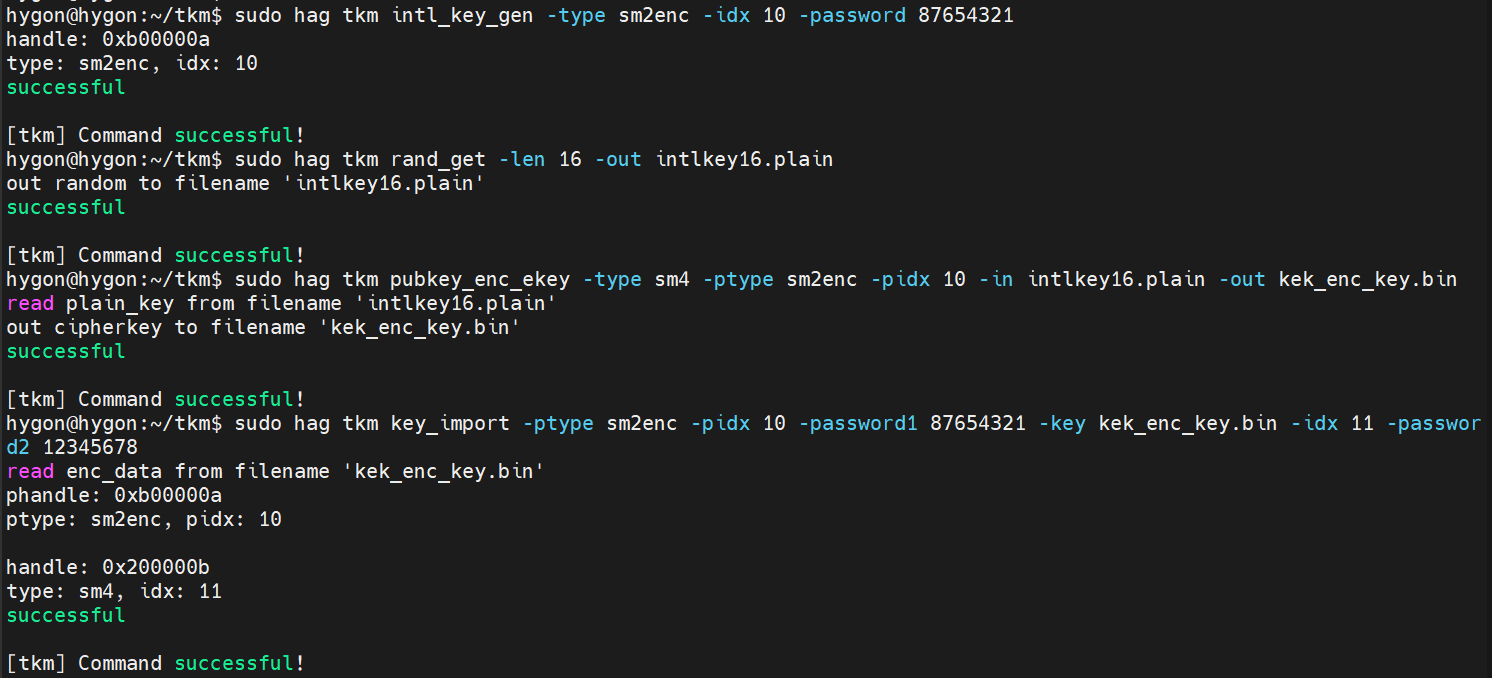 hygon@hygon:~/tkm$ sudo hag tkm intl_key_gen -type sm2enc -idx 10 -password 87654321
handle: 0xb00000a
type: sm2enc, idx: 10
successful
[tkm] Command successful!
hygon@hygon:~/tkm$ sudo hag tkm rand_get -len 16 -out intlkey16.plain
out random to filename 'intlkey16.plain'
successful
[tkm] Command successful!
hygon@hygon:~/tkm$ sudo hag tkm pubkey_enc_ekey -type sm4 -ptype sm2enc -pidx 10 -in intlkey16.plain -out kek_enc_key.bin
read plain_key from filename 'intlkey16.plain'
out cipherkey to filename 'kek_enc_key.bin'
successful
[tkm] Command successful!
hygon@hygon:~/tkm$ sudo hag tkm key_import -ptype sm2enc -pidx 10 -password1 87654321 -key kek_enc_key.bin -idx 11 -passwor
d2 12345678
read enc_data from filename 'kek_enc_key.bin'
phandle: 0xb00000a
ptype: sm2enc, pidx: 10
handle: 0x200000b
type: sm4, idx: 11
successful
[tkm] Command successful!